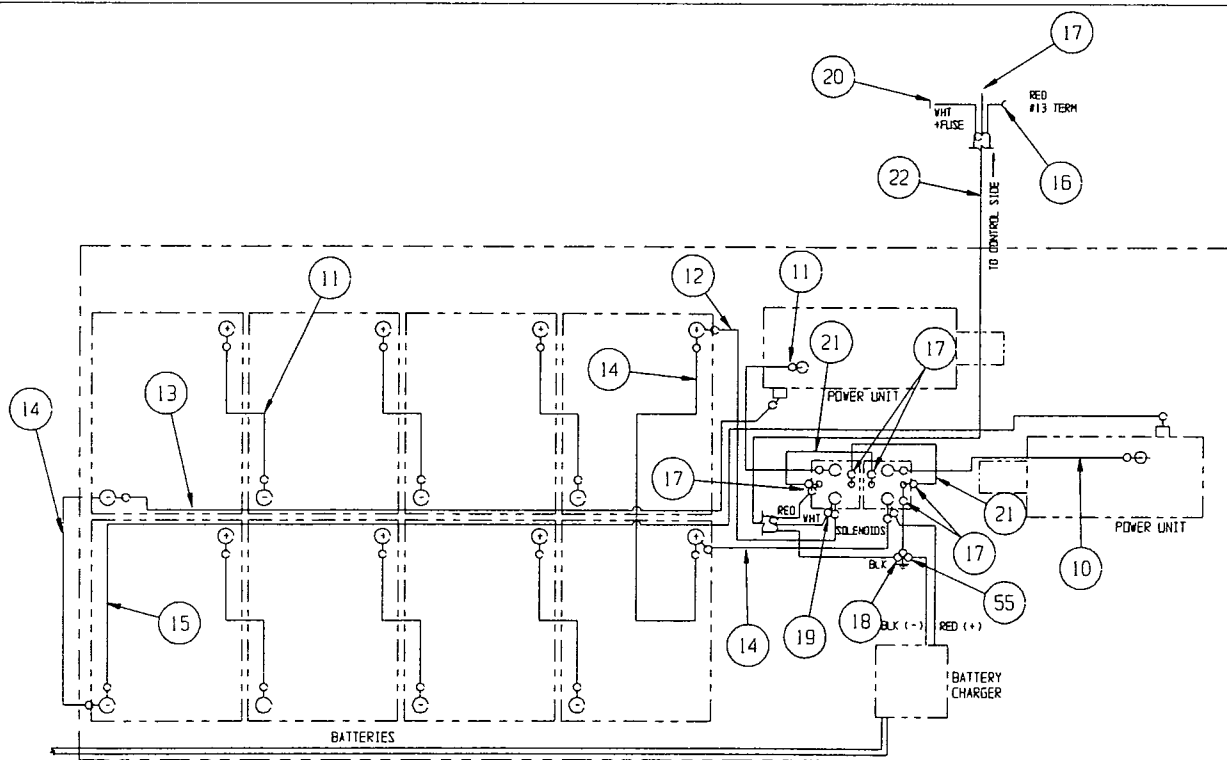 17
20
RED
#13 TERM
WHT
+FUSE
16
22
TO CONTROL SIDE
11
12
11
21
17
14
14
13
POWER UNIT
17
RED
WHT
SOLENOIDS
21
17
10
POWER UNIT
15
BLK
18
55
14
19
BLK (-)
RED (+)
BATTERY
CHARGER
BATTERIES